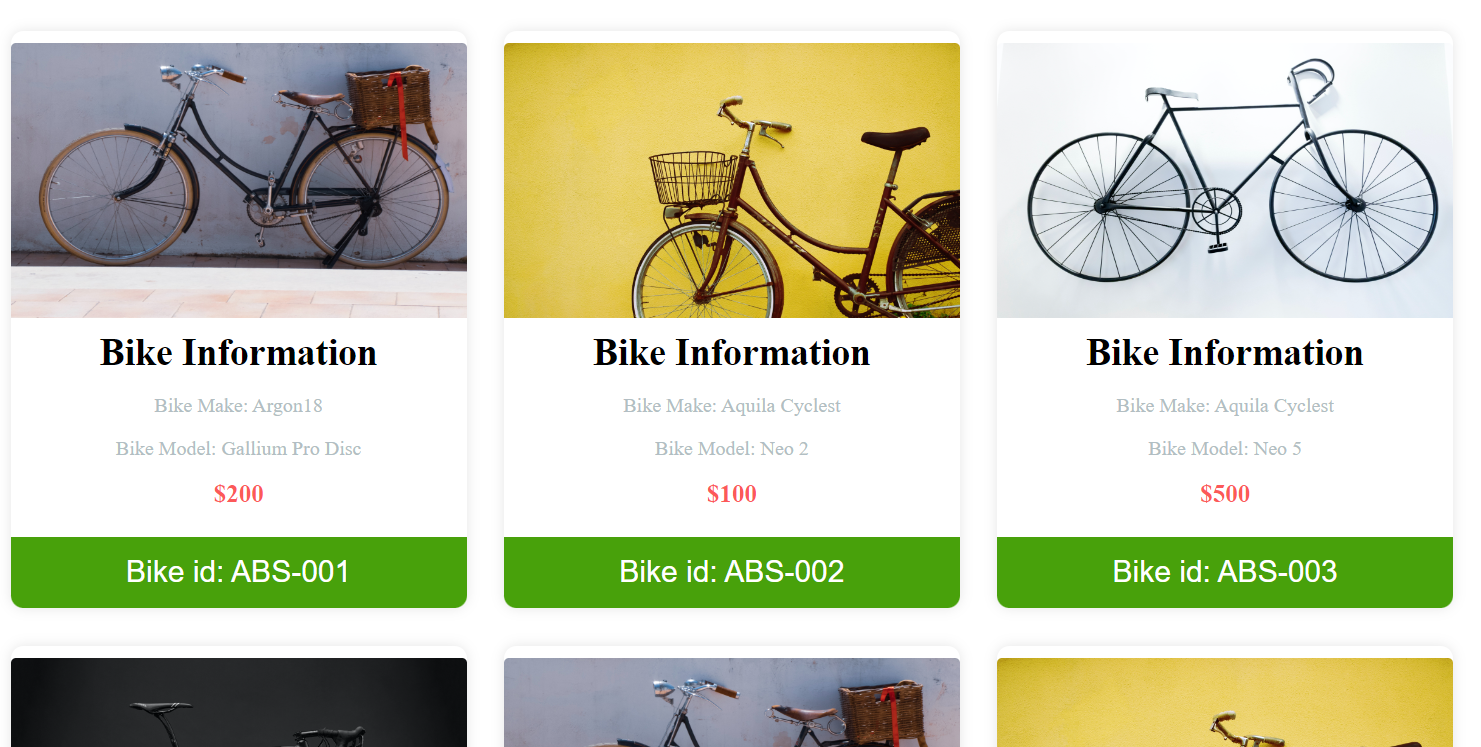 Bike Information
Bike Make: Argon18
Bike Model: Gallium Pro Disc
$200
Bike id: ABS-001
Bike Information
Bike Make: Aquila Cyclest
Bike Model: Neo 2
$100
Bike id: ABS-002
Bike Information
Bike Make: Aquila Cyclest
Bike Model: Neo 5
$500
Bike id: ABS-003